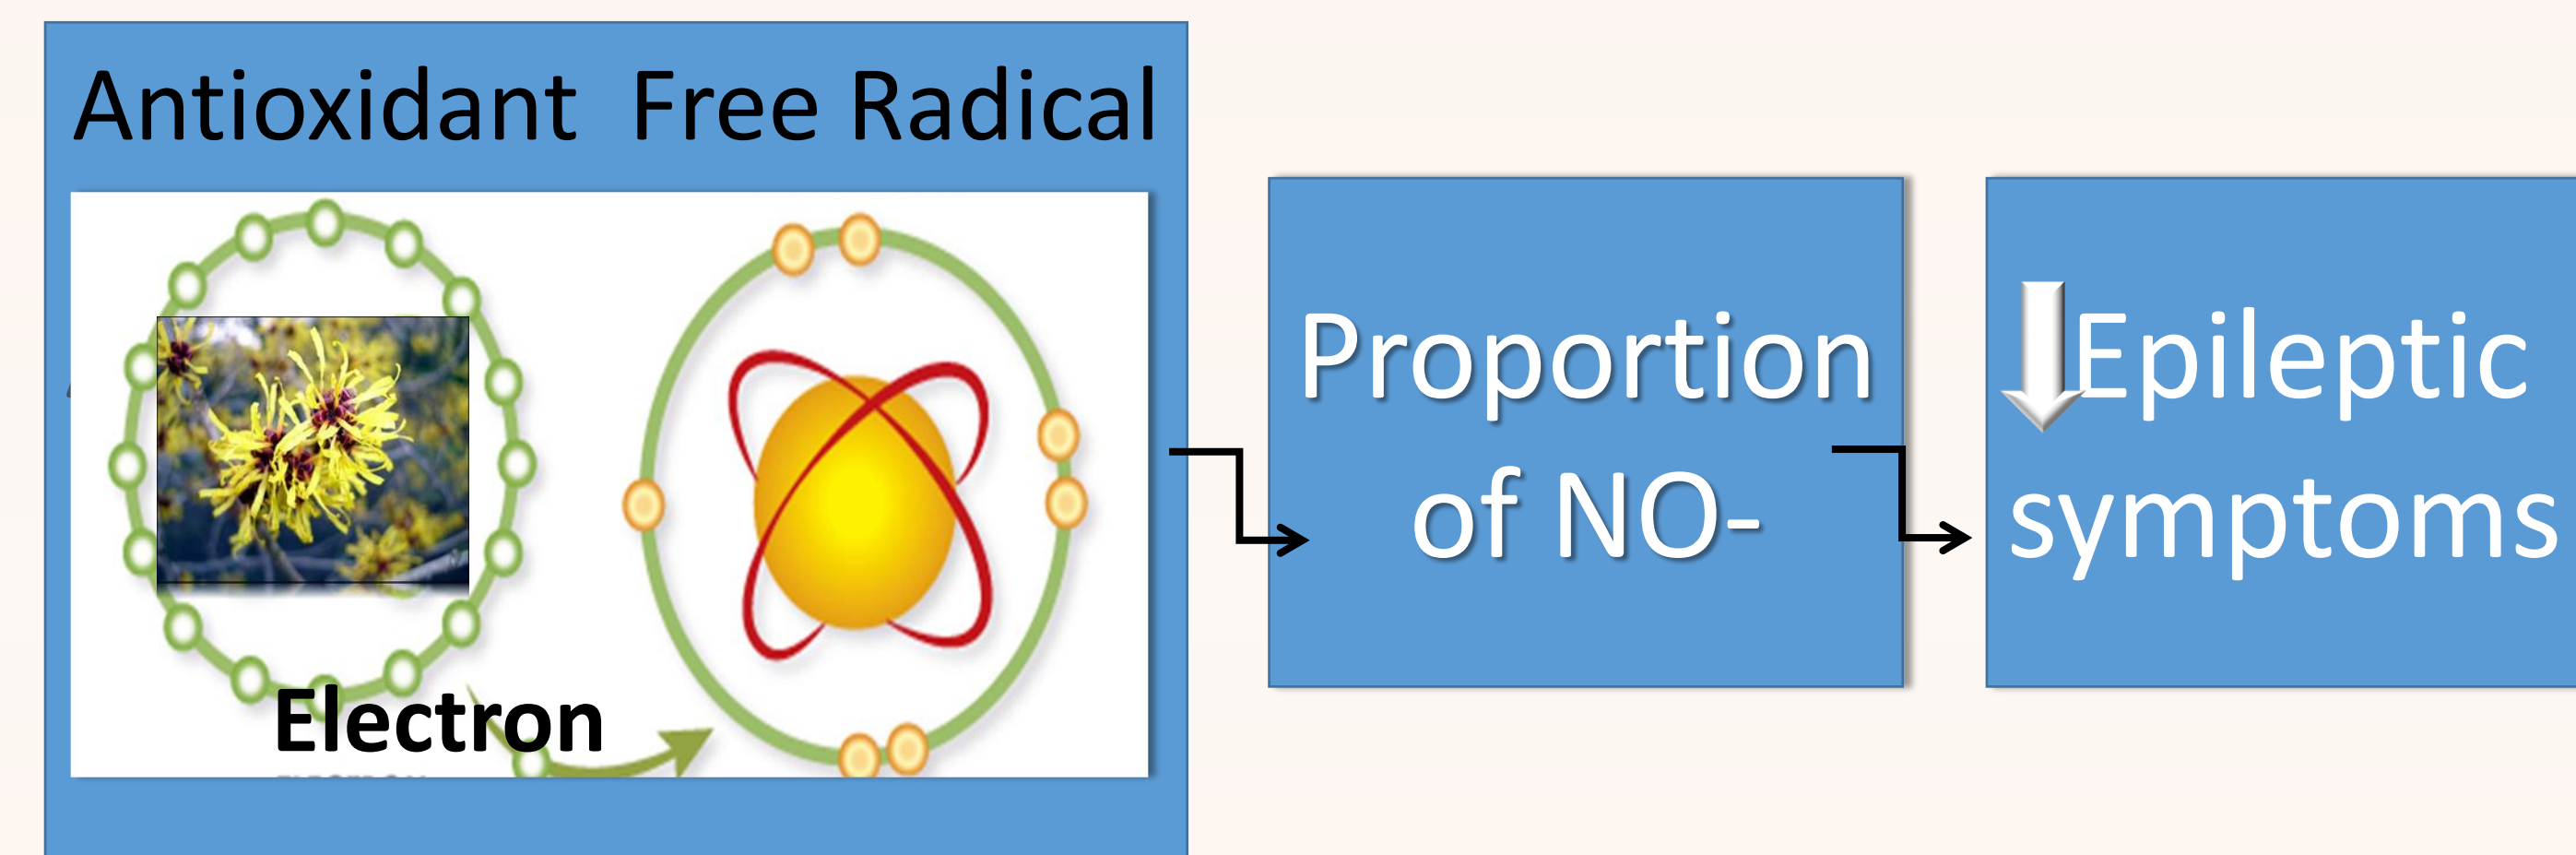 Antioxidant  Free Radical
Electron
Proportion
of NO-
Epileptic
symptoms